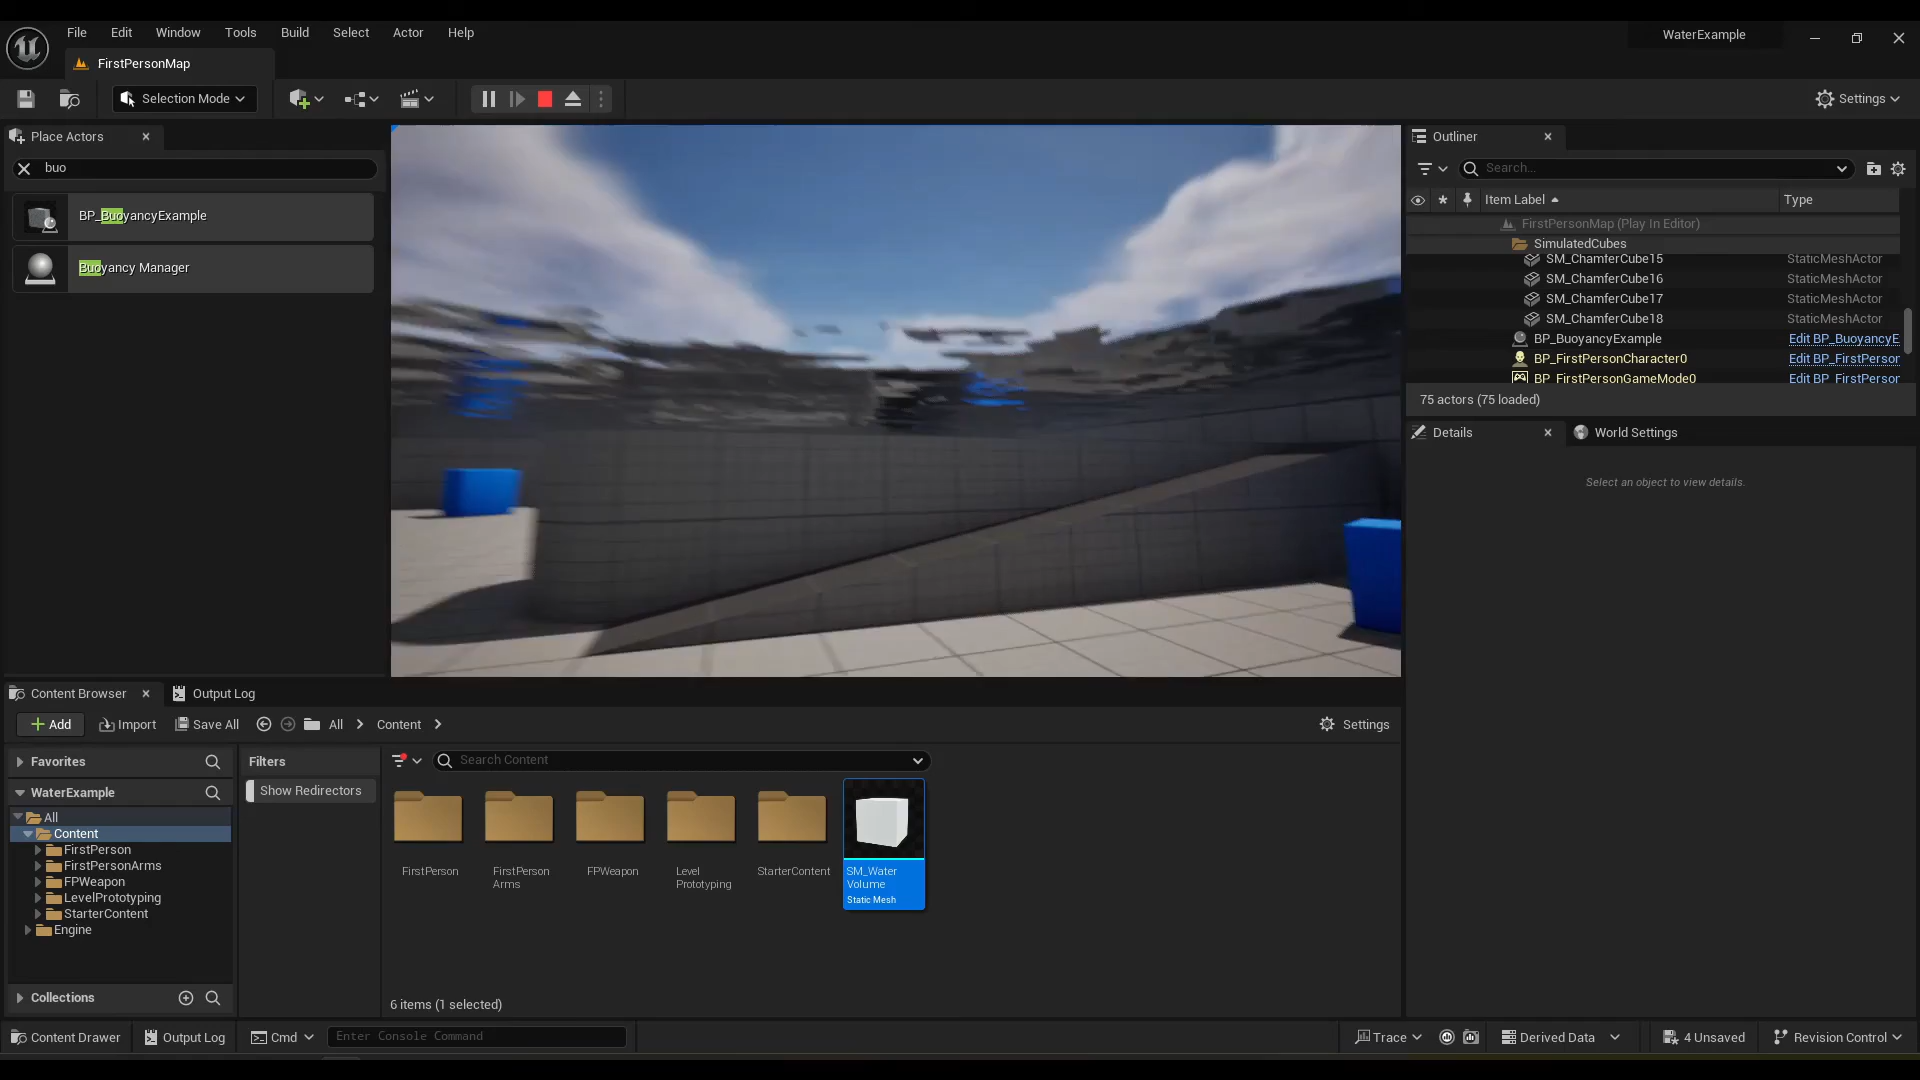 File Edit Window Tools Build Select Actor Help
WaterExample
FirstPersonMap
Selection Mode
Settings
Place Actors
buo
BP_BuoyancyExample
Buoyancy Manager
Outliner
Search...
Item Label
Type
FirstPersonMap (Play In Editor)
SimulatedCubes
SM_ChamferCube15 StaticMeshActor
SM_ChamferCube16 StaticMeshActor
SM_ChamferCube17 StaticMeshActor
SM_ChamferCube18 StaticMeshActor
BP_BuoyancyExample Edit BP_BuoyancyE
BP_FirstPersonCharacter0 Edit BP_FirstPerson
BP_FirstPersonGameMode0 Edit BP_FirstPerson
75 actors (75 loaded)
Details
World Settings
Select an object to view details.
Content Browser
Output Log
Add
Import
Save All
All
Content
Settings
Favorites
WaterExample
All
Content
FirstPerson
FirstPersonArms
FPWeapon
LevelPrototyping
StarterContent
Engine
Collections
Filters
Show Redirectors
Search Content
FirstPerson
FirstPerson
Arms
FPWeapon
Level
Prototyping
StarterContent
SM_Water
Volume
Static Mesh
6 items (1 selected)
Content Drawer
Output Log
Cmd
Enter Console Command
Trace
Derived Data
4 Unsaved
Revision Control